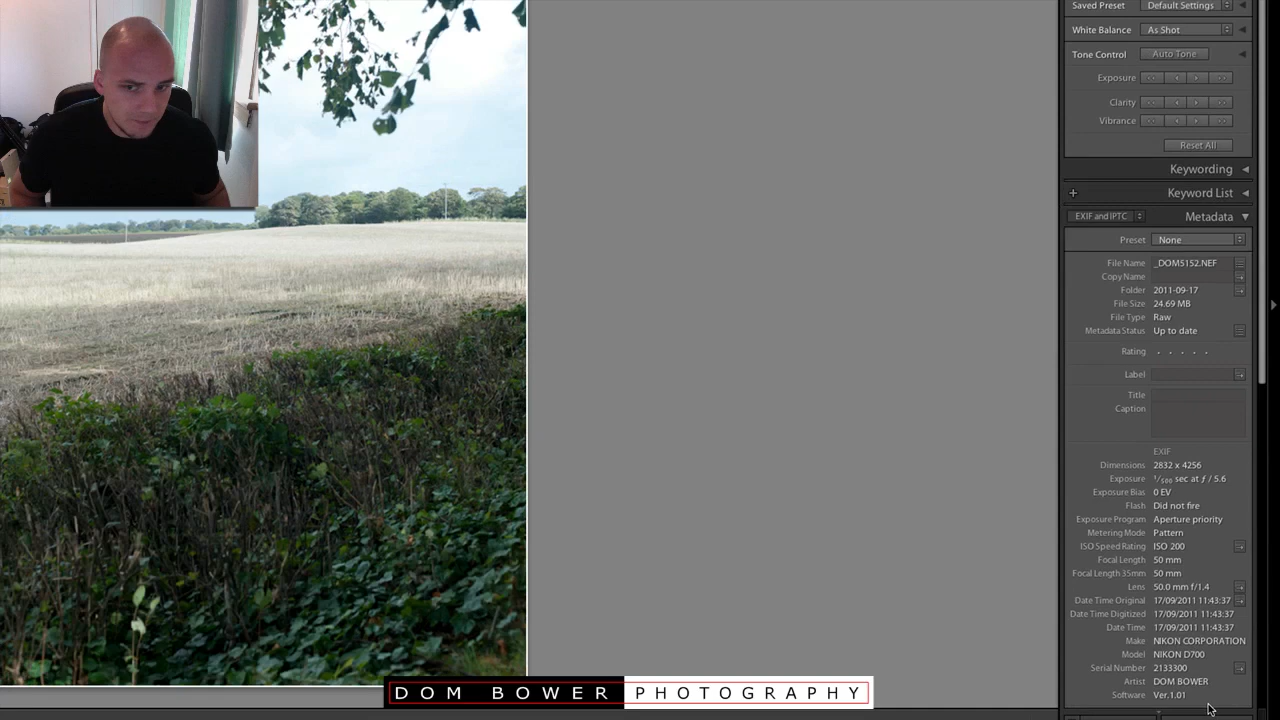 Saved Preset Default Settings
White Balance As Shot
Tone Control Auto Tone
Exposure
Clarity
Vibrance
Reset All
Keywording
Keyword List
EXIF and IPTC Metadata
Preset None
File Name _DOM5152.NEF
Copy Name
Folder 2011-09-17
File Size 24.69 MB
File Type Raw
Metadata Status Up to date
Rating . . . . .
Label
Title
Caption
EXIF
Dimensions 2832 x 4256
Exposure 1/500 sec at ƒ / 5.6
Exposure Bias 0 EV
Flash Did not fire
Exposure Program Aperture priority
Metering Mode Pattern
ISO Speed Rating ISO 200
Focal Length 50 mm
Focal Length 35mm 50 mm
Lens 50.0 mm f/1.4
Date Time Original 17/09/2011 11:43:37
Date Time Digitized 17/09/2011 11:43:37
Date Time 17/09/2011 11:43:37
Make NIKON CORPORATION
Model NIKON D700
Serial Number 2133300
Artist DOM BOWER
Software Ver.1.01
DOM BOWER PHOTOGRAPHY